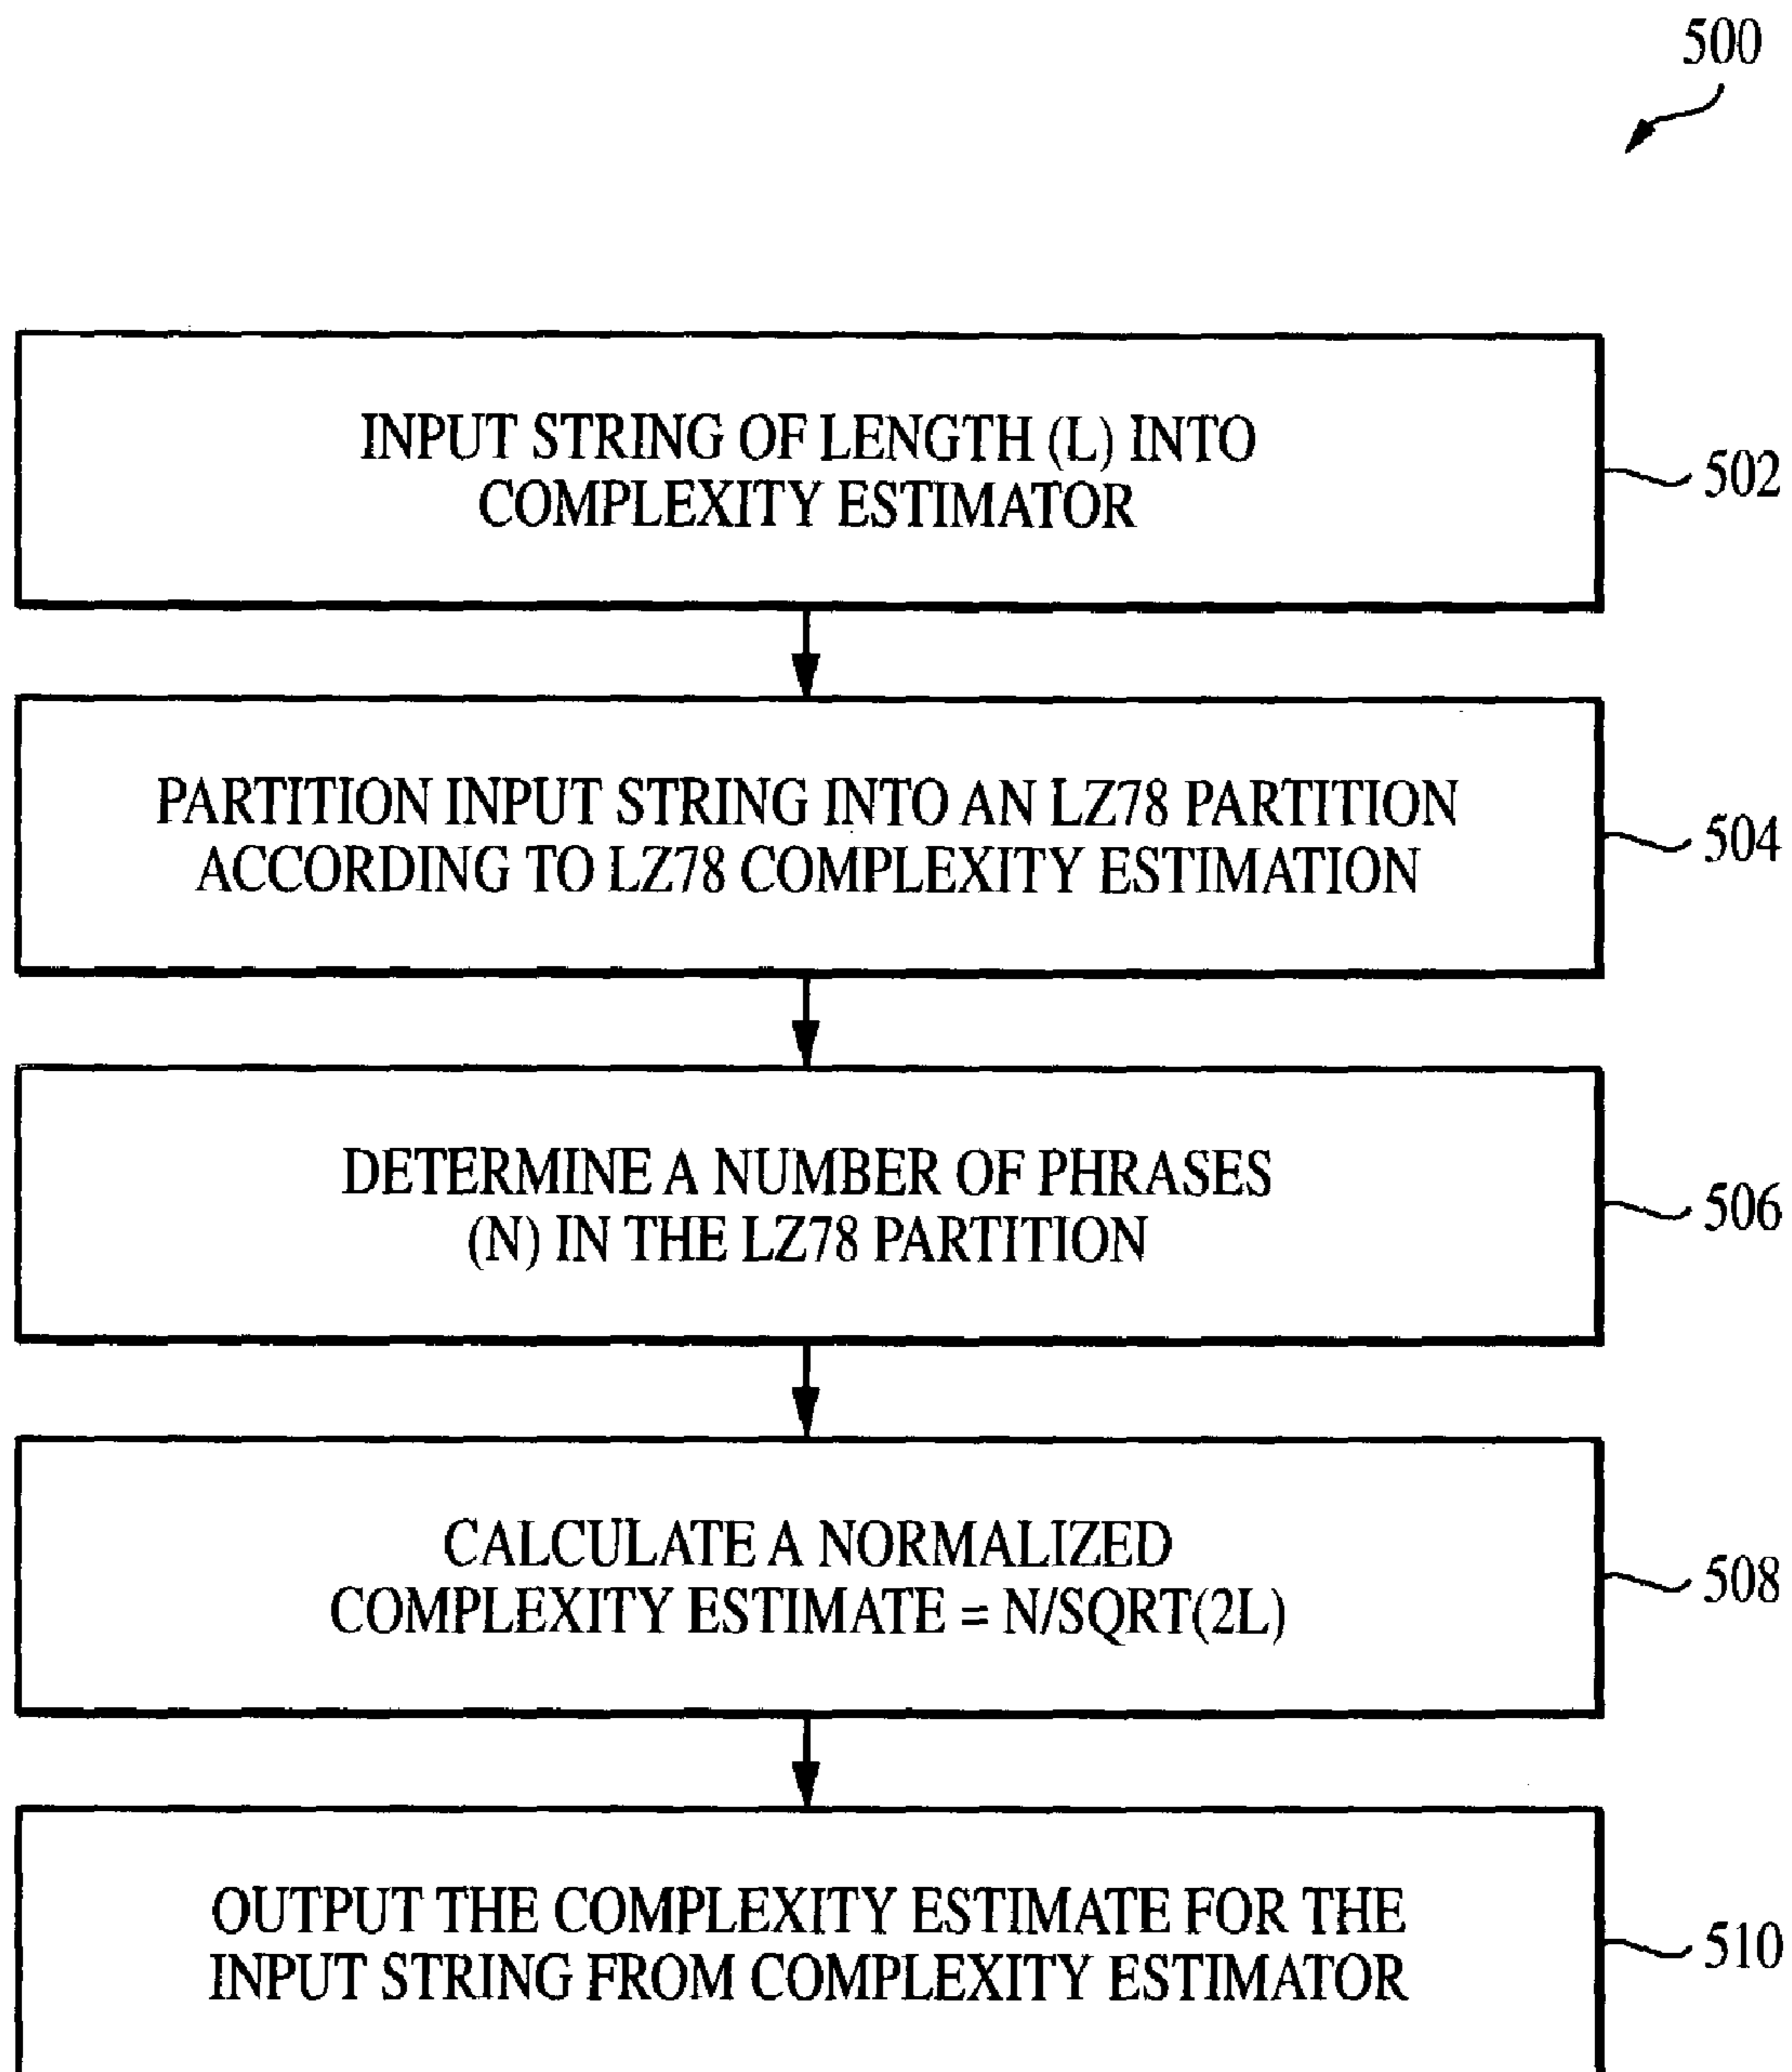 500
INPUT STRING OF LENGTH (L) INTO
COMPLEXITY ESTIMATOR
502
PARTITION INPUT STRING INTO AN LZ78 PARTITION
ACCORDING TO LZ78 COMPLEXITY ESTIMATION
504
DETERMINE A NUMBER OF PHRASES
(N) IN THE LZ78 PARTITION
506
CALCULATE A NORMALIZED
COMPLEXITY ESTIMATE = N/SQRT(2L)
508
OUTPUT THE COMPLEXITY ESTIMATE FOR THE
INPUT STRING FROM COMPLEXITY ESTIMATOR
510